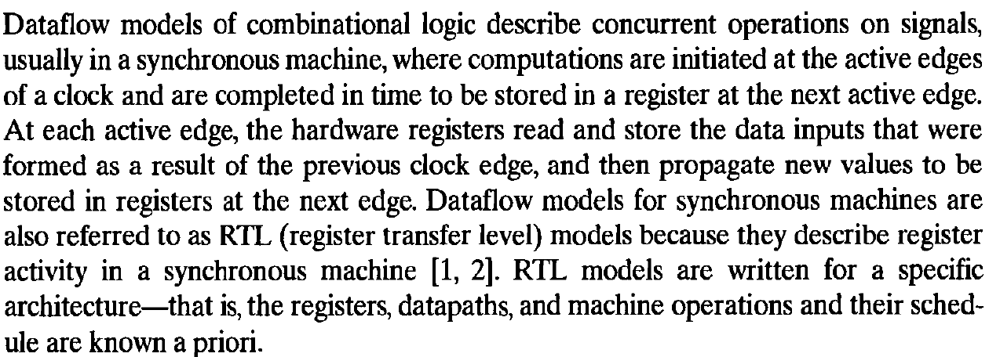 Dataflow models of combinational logic describe concurrent operations on signals,
usually in a synchronous machine, where computations are initiated at the active edges
of a clock and are completed in time to be stored in a register at the next active edge.
At each active edge, the hardware registers read and store the data inputs that were
formed as a result of the previous clock edge, and then propagate new values to be
stored in registers at the next edge. Dataflow models for synchronous machines are
also referred to as RTL (register transfer level) models because they describe register
activity in a synchronous machine [1, 2]. RTL models are written for a specific
architecture—that is, the registers, datapaths, and machine operations and their sched-
ule are known a priori.